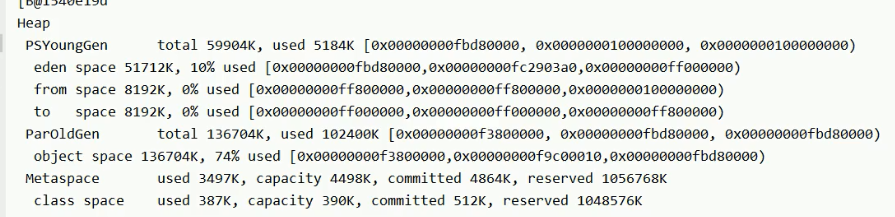 [B@1540e19d
Heap
PSYoungGen total 59904K, used 5184K [0x00000000fbd80000, 0x0000000100000000, 0x0000000100000000)
eden space 51712K, 10% used [0x00000000fbd80000,0x00000000fc2903a0,0x00000000ff000000)
from space 8192K, 0% used [0x00000000ff800000,0x00000000ff800000,0x0000000100000000)
to space 8192K, 0% used [0x00000000ff000000,0x00000000ff000000,0x00000000ff800000)
ParOldGen total 136704K, used 102400K [0x00000000f3800000, 0x00000000fbd80000, 0x00000000fbd80000)
object space 136704K, 74% used [0x00000000f3800000,0x00000000f9c00010,0x00000000fbd80000)
Metaspace used 3497K, capacity 4498K, committed 4864K, reserved 1056768K
class space used 387K, capacity 390K, committed 512K, reserved 1048576K